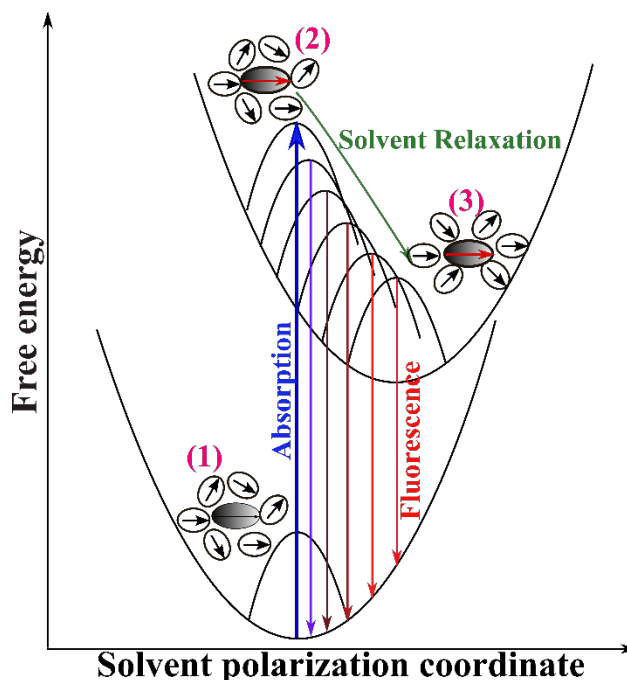 (2)
Solvent Relaxation
(3)
Free energy
Absorption
Fluorescence
(1)
Solvent polarization coordinate